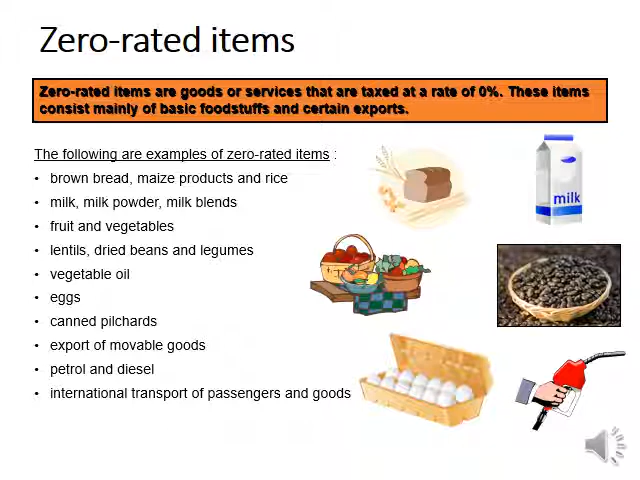 Zero-rated items
Zero-rated items are goods or services that are taxed at a rate of 0%. These items
consist mainly of basic foodstuffs and certain exports.
The following are examples of zero-rated items :
• brown bread, maize products and rice
• milk, milk powder, milk blends
• fruit and vegetables
• lentils, dried beans and legumes
• vegetable oil
• eggs
• canned pilchards
• export of movable goods
• petrol and diesel
• international transport of passengers and goods
milk